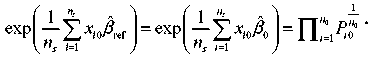 exp(1/n_s ∑_{i=1}^{n_s} x_{i0} β̂_{ref}) = exp(1/n_s ∑_{i=1}^{n_s} x_{i0} β̂_0) = ∏_{i=1}^{n_0} P_{i0}^{1/n_0}.